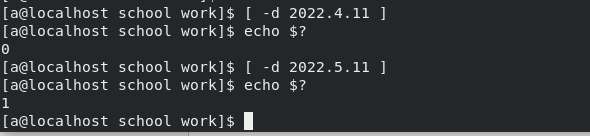 [a@localhost school work]$ [ -d 2022.4.11 ]
[a@localhost school work]$ echo $?
0
[a@localhost school work]$ [ -d 2022.5.11 ]
[a@localhost school work]$ echo $?
1
[a@localhost school work]$